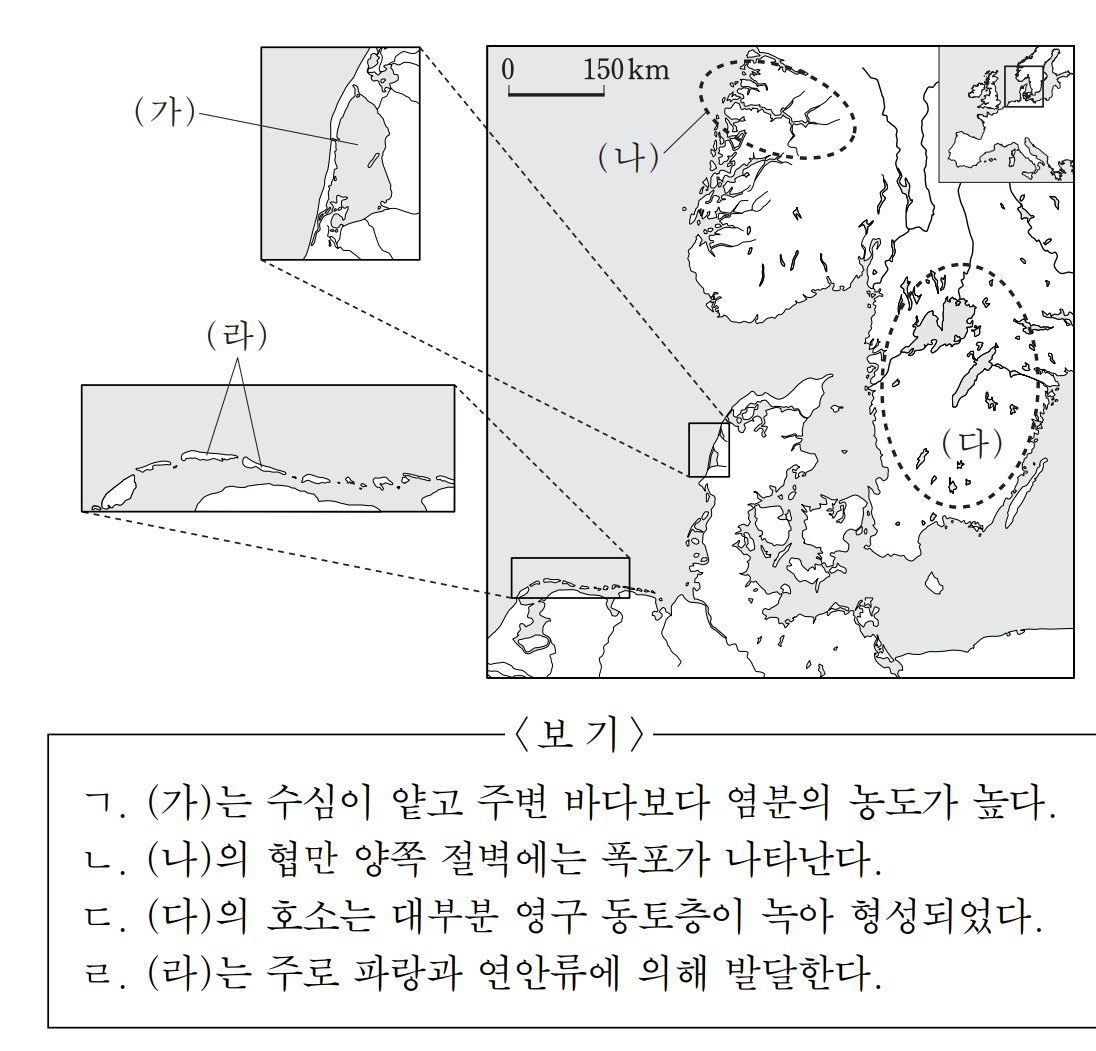 0 150km
(가)
(나)
(라)
(다)
〈보 기〉
ㄱ. (가)는 수심이 얕고 주변 바다보다 염분의 농도가 높다.
ㄴ. (나)의 협만 양쪽 절벽에는 폭포가 나타난다.
ㄷ. (다)의 호소는 대부분 영구 동토층이 녹아 형성되었다.
ㄹ. (라)는 주로 파랑과 연안류에 의해 발달한다.